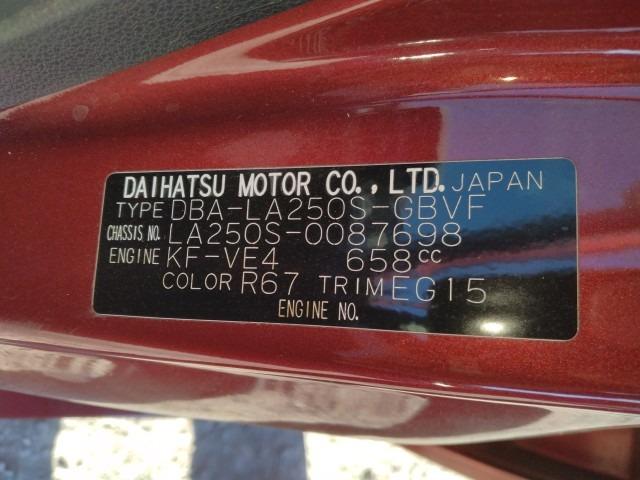 DAIHATSU MOTOR CO., LTD. JAPAN
TYPE DBA-LA250S-GBVF
CHASSIS NO. LA250S-0087698
ENGINE KF-VE4 658cc
COLOR R67 TRIM EG15
ENGINE NO.